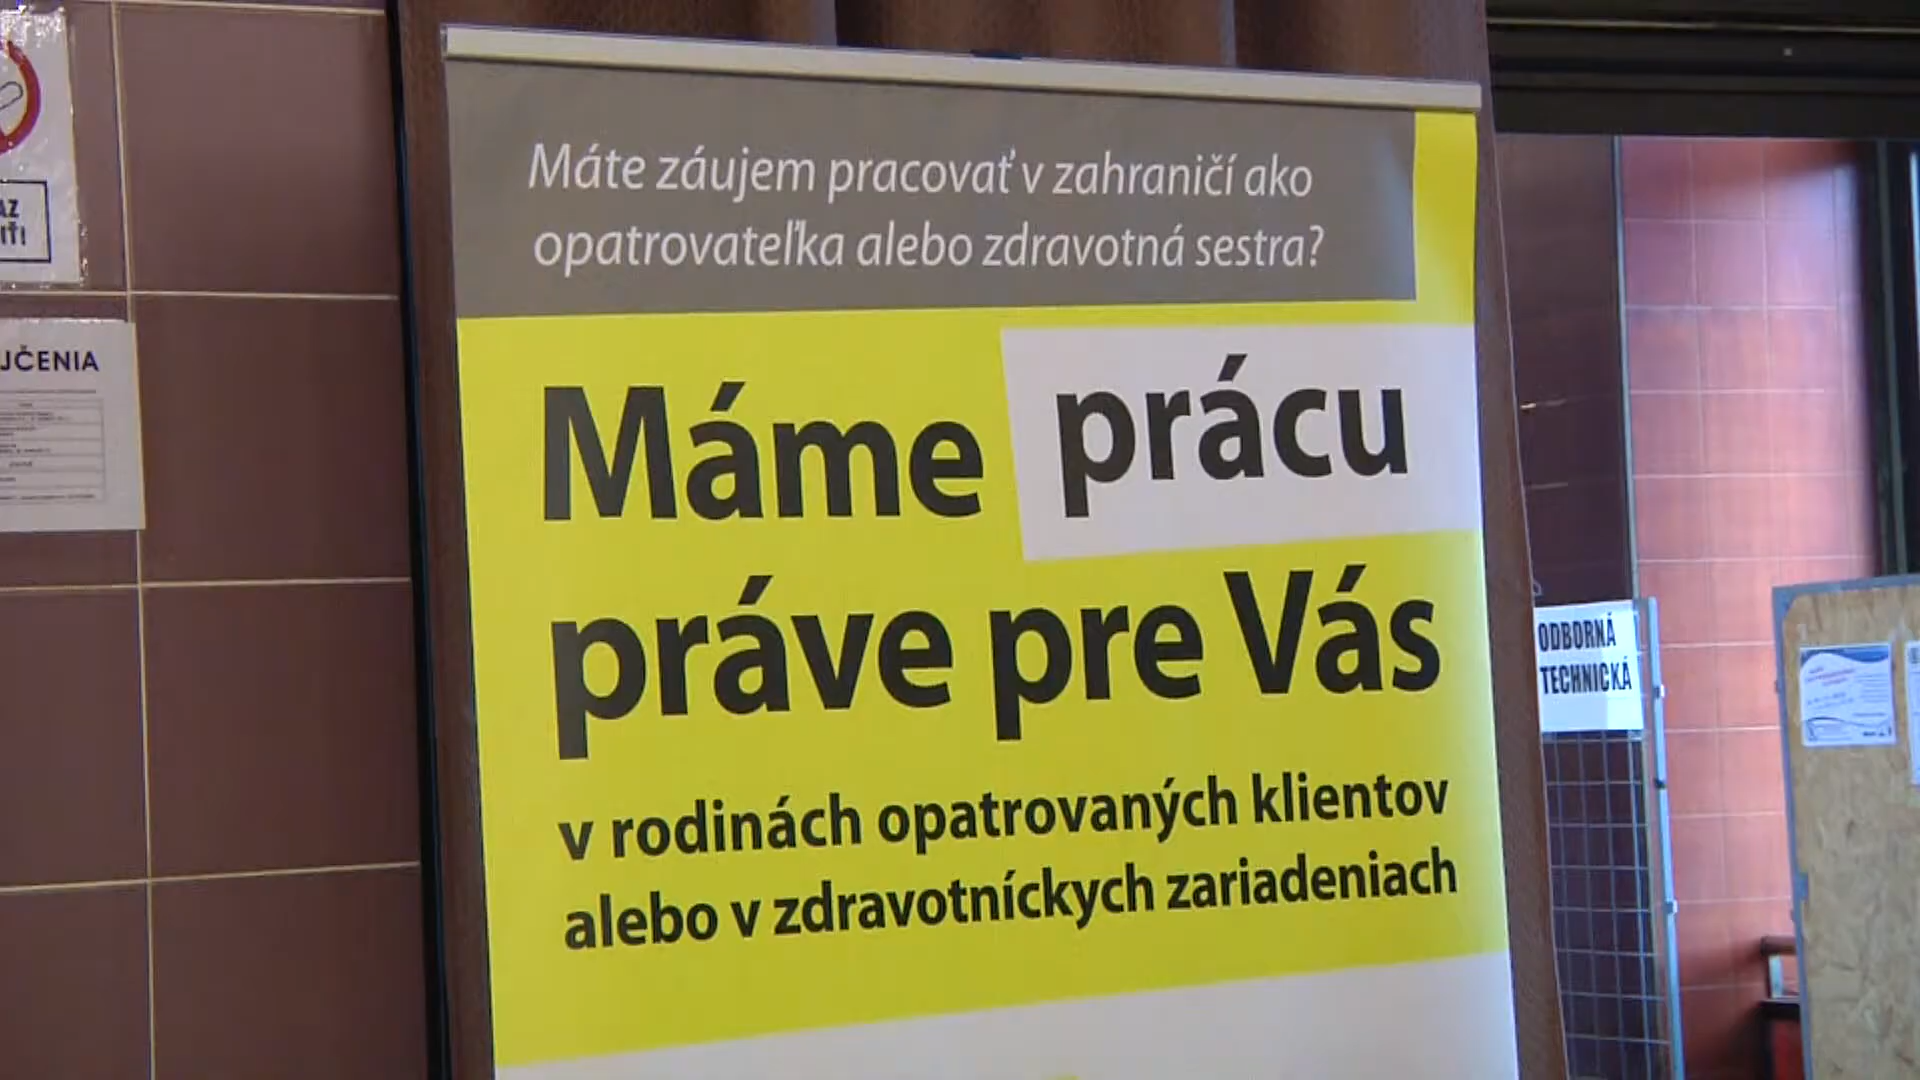 Máte záujem pracovať v zahraničí ako
opatrovateľka alebo zdravotná sestra?
Máme prácu
práve pre Vás
v rodinách opatrovaných klientov
alebo v zdravotníckych zariadeniach
ODBORNÁ
TECHNICKÁ